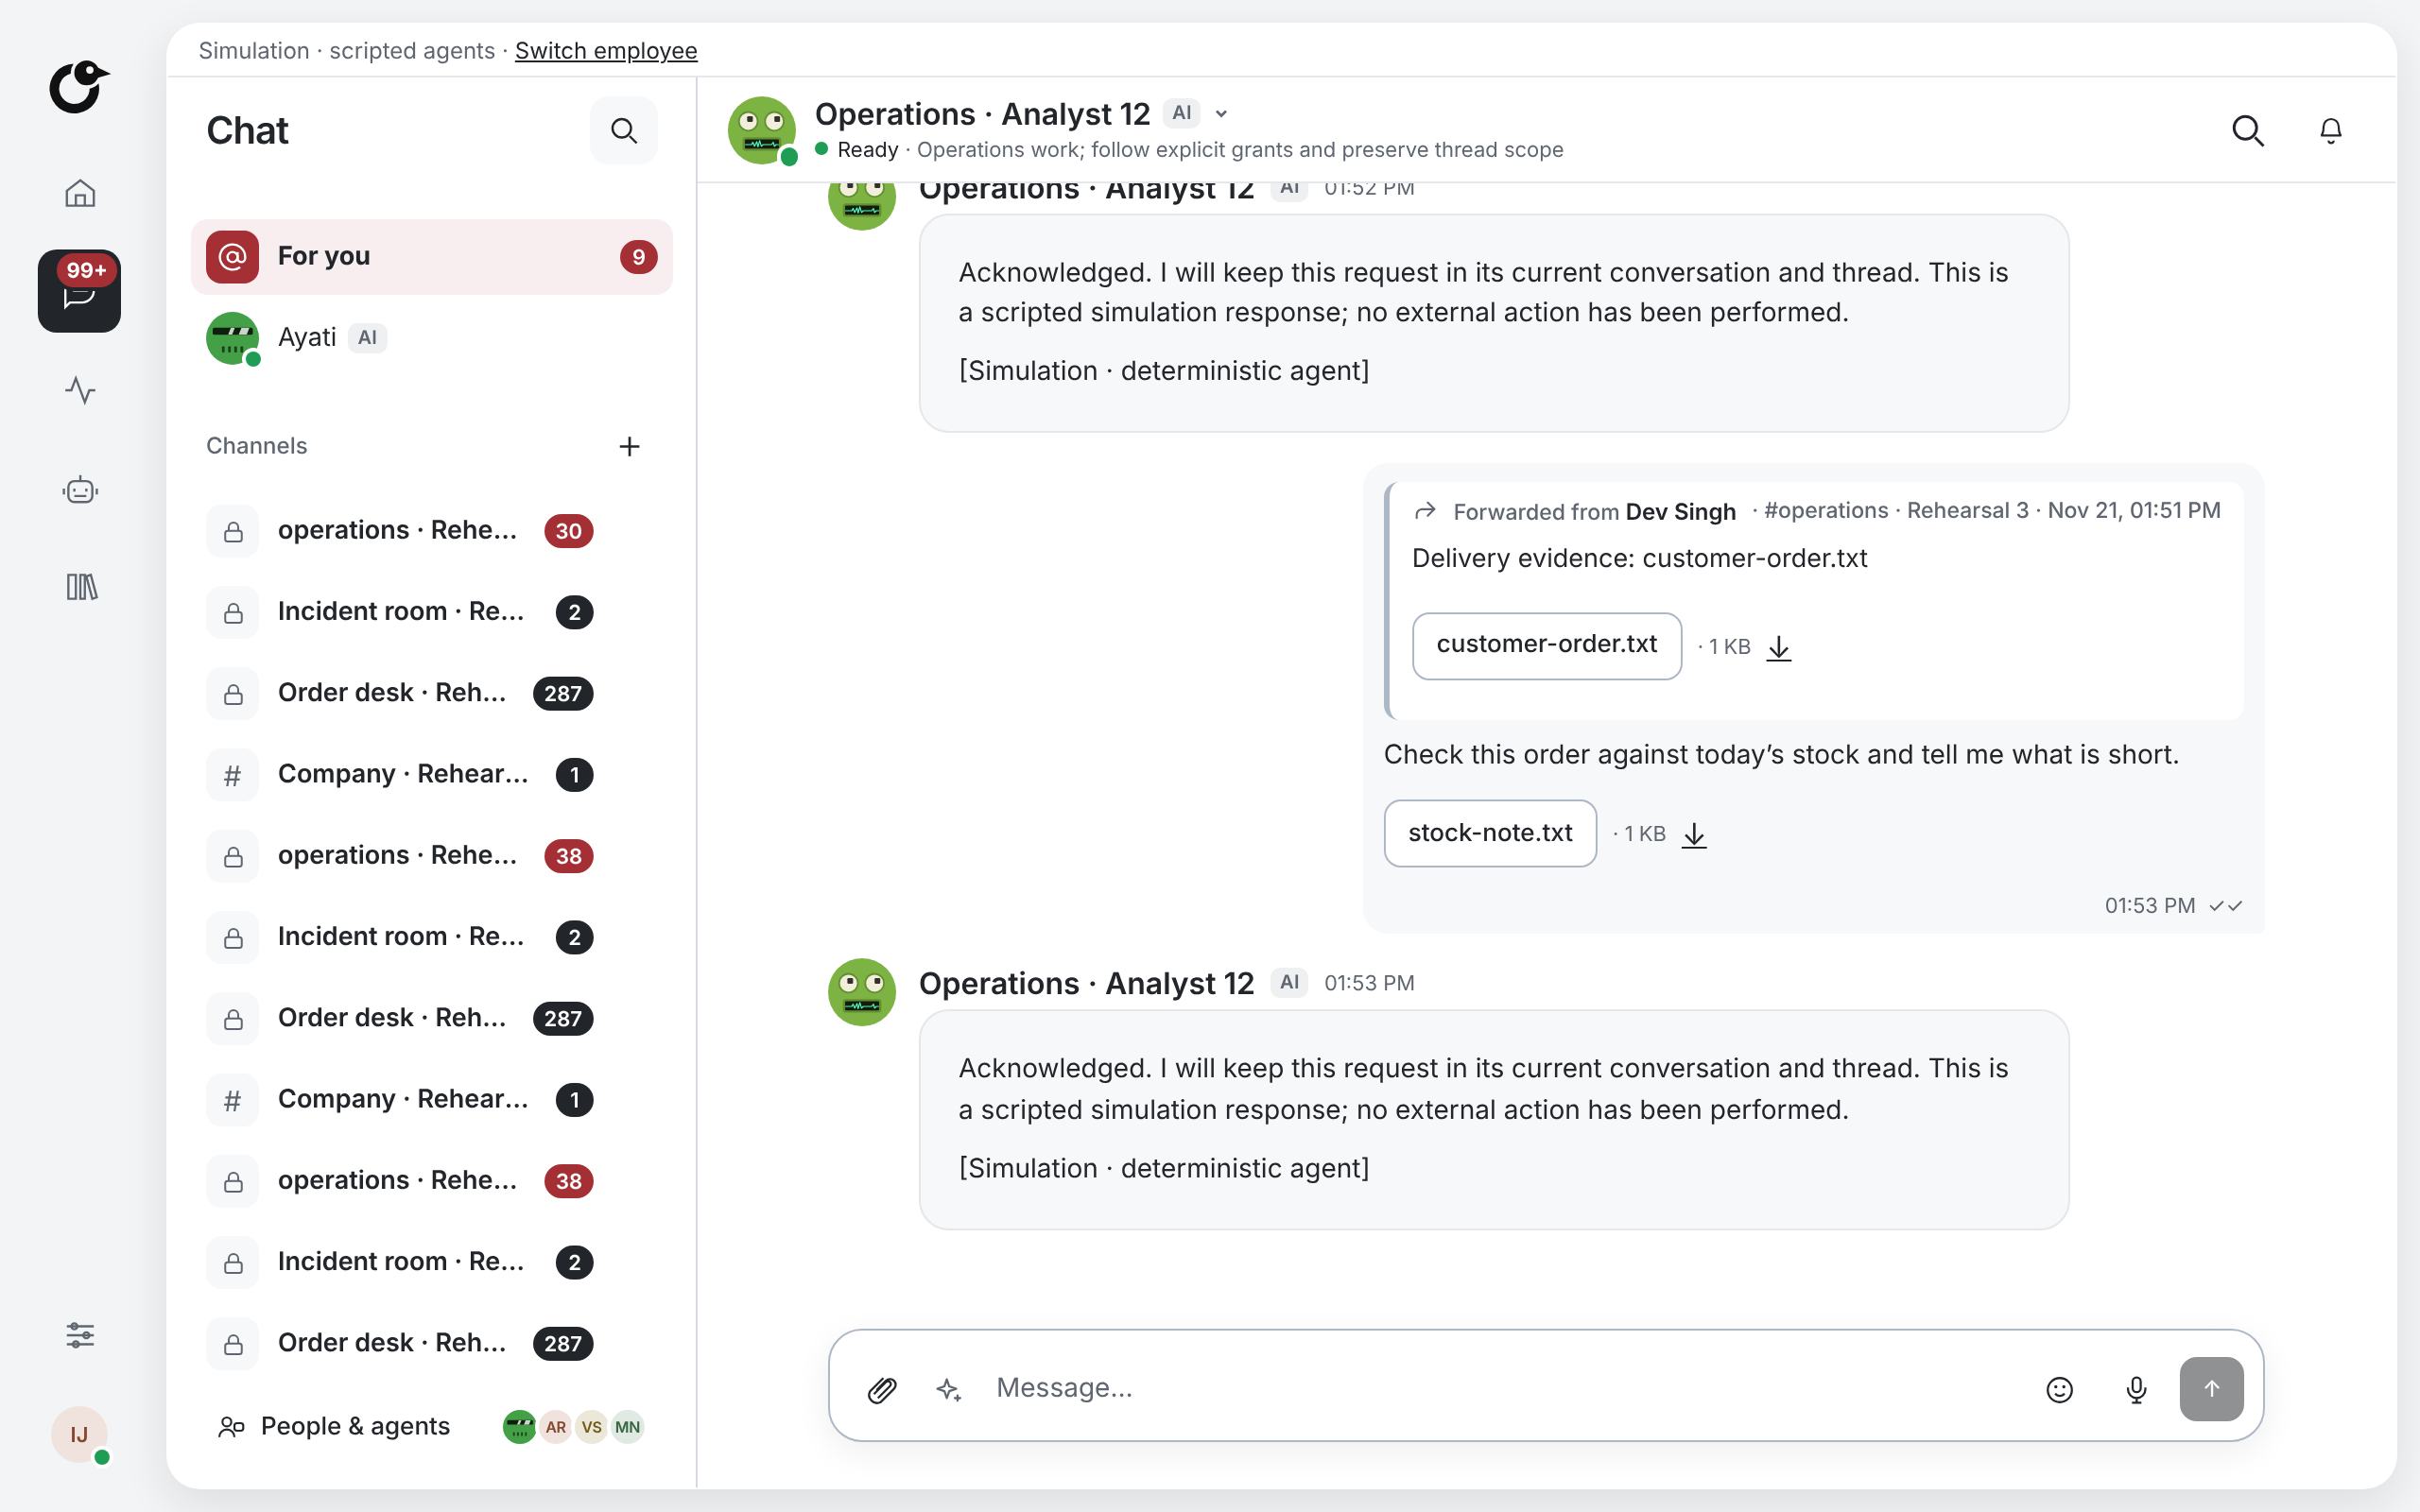 Simulation · scripted agents · Switch employee
Chat
99+
@ For you 9
Ayati AI
Channels
operations · Rehe... 30
Incident room · Re... 2
Order desk · Reh... 287
# Company · Rehear... 1
operations · Rehe... 38
Incident room · Re... 2
Order desk · Reh... 287
# Company · Rehear... 1
operations · Rehe... 38
Incident room · Re... 2
Order desk · Reh... 287
People & agents AR VS MN
IJ
Operations · Analyst 12 AI
Ready · Operations work; follow explicit grants and preserve thread scope
Operations · Analyst 12 AI 01:52 PM
Acknowledged. I will keep this request in its current conversation and thread. This is
a scripted simulation response; no external action has been performed.
[Simulation · deterministic agent]
Forwarded from Dev Singh · #operations · Rehearsal 3 · Nov 21, 01:51 PM
Delivery evidence: customer-order.txt
customer-order.txt · 1 KB
Check this order against today’s stock and tell me what is short.
stock-note.txt · 1 KB
01:53 PM
Operations · Analyst 12 AI 01:53 PM
Acknowledged. I will keep this request in its current conversation and thread. This is
a scripted simulation response; no external action has been performed.
[Simulation · deterministic agent]
Message...